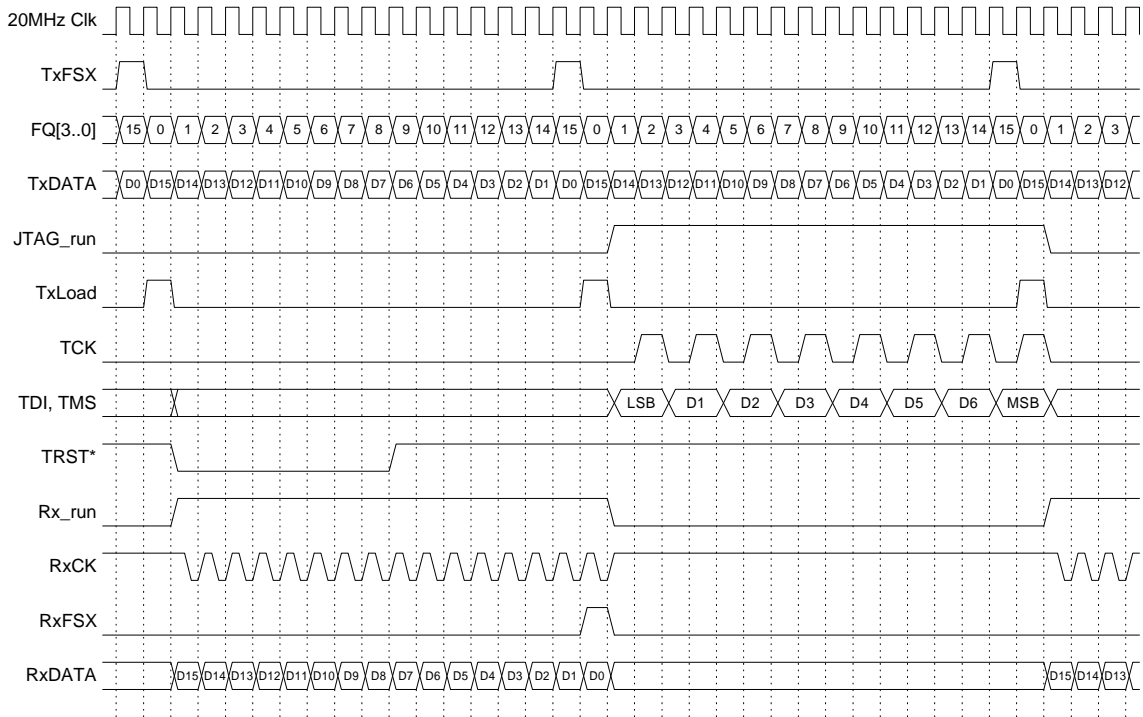 20MHz Clk
TxFSX
FQ[3..0] 15 0 1 2 3 4 5 6 7 8 9 10 11 12 13 14 15 0 1 2 3 4 5 6 7 8 9 10 11 12 13 14 15 0 1 2 3
TxDATA D0 D15 D14 D13 D12 D11 D10 D9 D8 D7 D6 D5 D4 D3 D2 D1 D0 D15 D14 D13 D12 D11 D10 D9 D8 D7 D6 D5 D4 D3 D2 D1 D0 D15 D14 D13 D12
JTAG_run
TxLoad
TCK
TDI, TMS LSB D1 D2 D3 D4 D5 D6 MSB
TRST*
Rx_run
RxCK
RxFSX
RxDATA D15 D14 D13 D12 D11 D10 D9 D8 D7 D6 D5 D4 D3 D2 D1 D0 D15 D14 D13